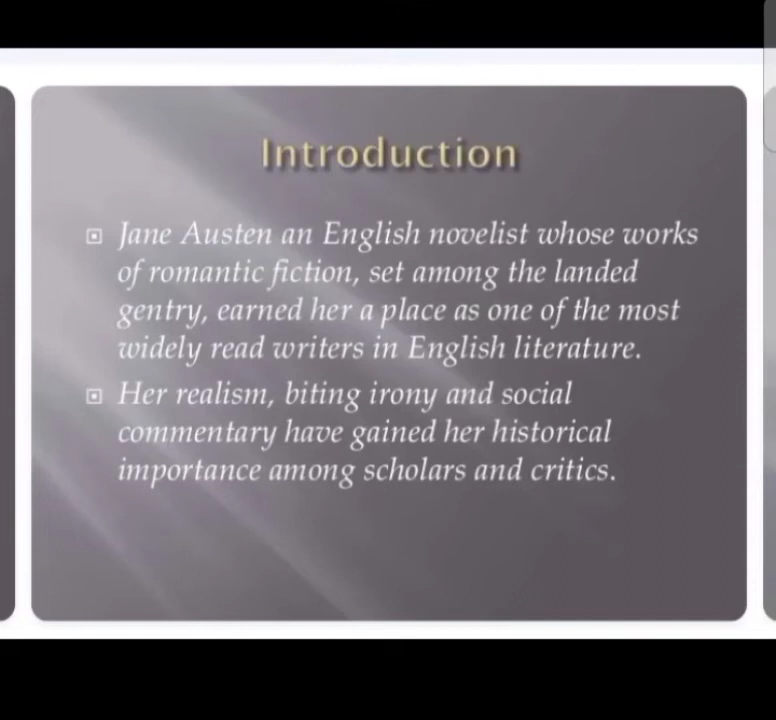 Introduction
Jane Austen an English novelist whose works
of romantic fiction, set among the landed
gentry, earned her a place as one of the most
widely read writers in English literature.
Her realism, biting irony and social
commentary have gained her historical
importance among scholars and critics.